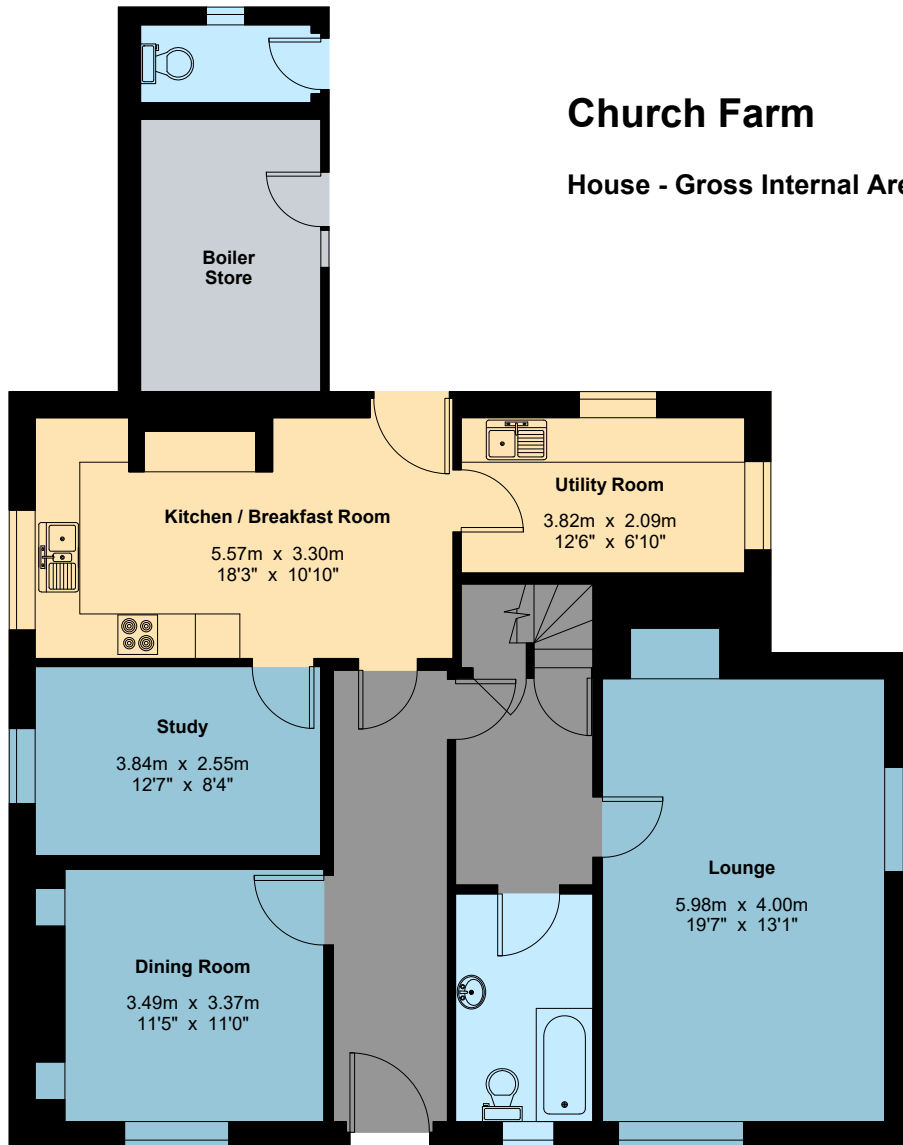 Church Farm
House - Gross Internal Are
Boiler
Store
Utility Room
3.82m x 2.09m
12'6" x 6'10"
Kitchen / Breakfast Room
5.57m x 3.30m
18'3" x 10'10"
Study
3.84m x 2.55m
12'7" x 8'4"
Lounge
5.98m x 4.00m
19'7" x 13'1"
Dining Room
3.49m x 3.37m
11'5" x 11'0"